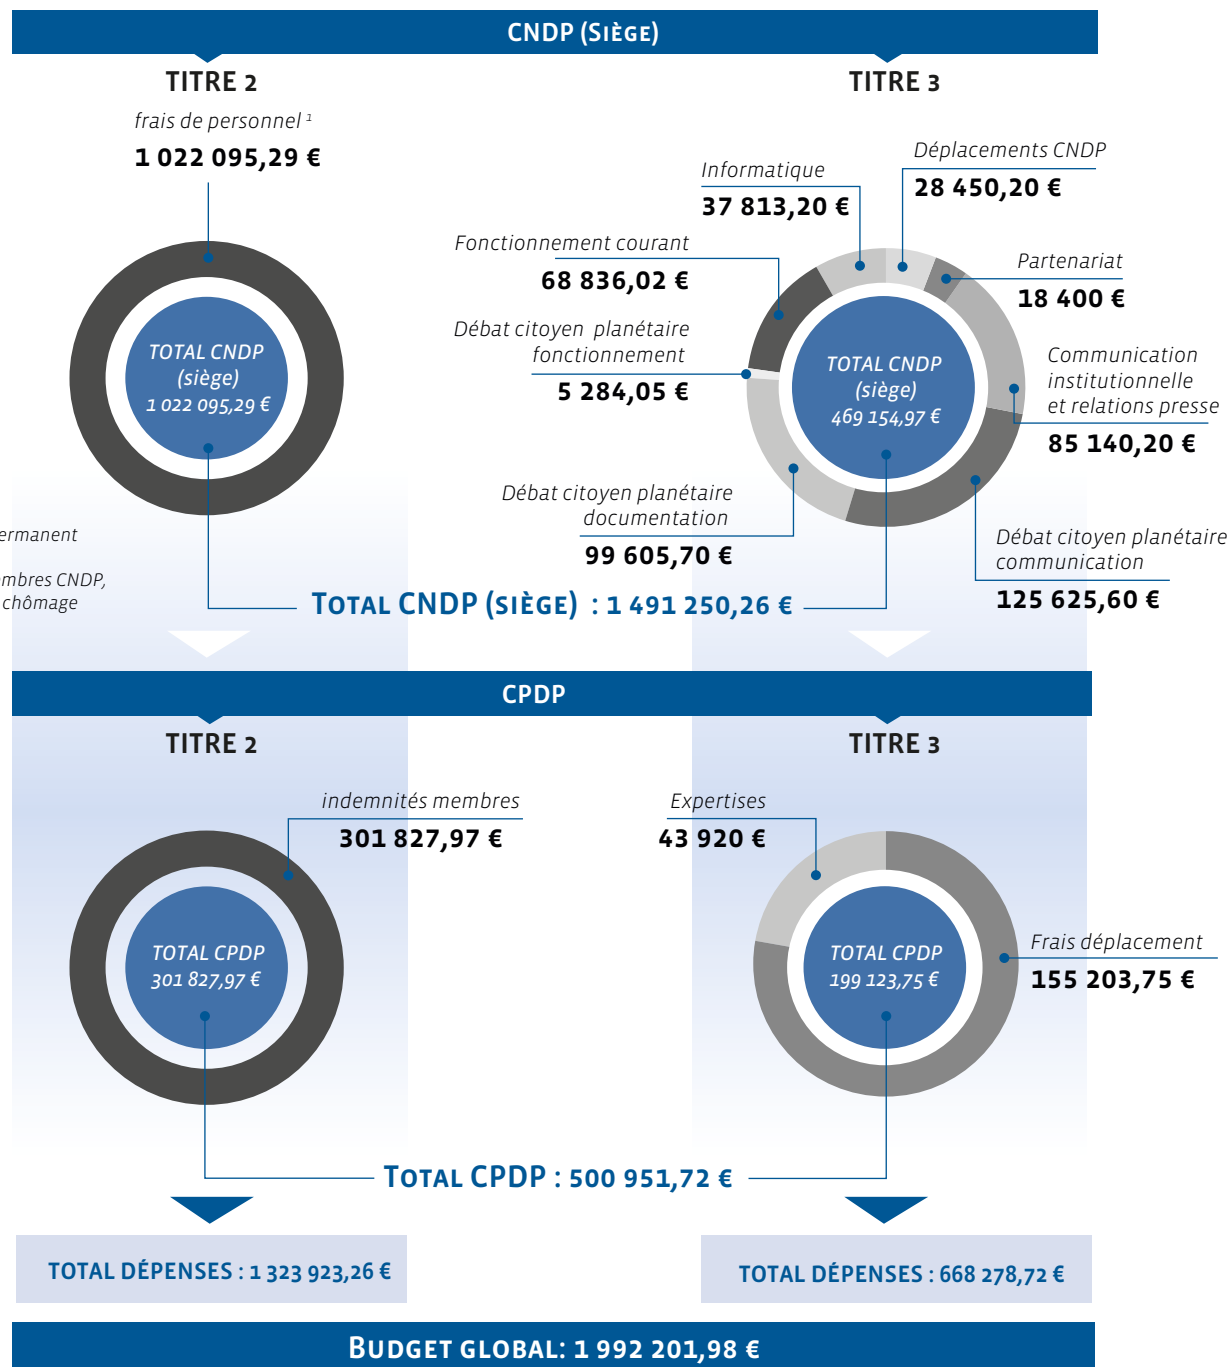 CNDP (SIÈGE)
TITRE 2
frais de personnel ¹
1 022 095,29 €
TOTAL CNDP
(siège)
1 022 095,29 €
TITRE 3
Déplacements CNDP
28 450,20 €
Informatique
37 813,20 €
Partenariat
18 400 €
Fonctionnement courant
68 836,02 €
Communication
institutionnelle
et relations presse
85 140,20 €
Débat citoyen planétaire
fonctionnement
5 284,05 €
TOTAL CNDP
(siège)
469 154,97 €
Débat citoyen planétaire
documentation
99 605,70 €
Débat citoyen planétaire
communication
125 625,60 €
ermanent
mbres CNDP,
chômage
TOTAL CNDP (SIÈGE) : 1 491 250,26 €
CPDP
TITRE 2
indemnités membres
301 827,97 €
TOTAL CPDP
301 827,97 €
TITRE 3
Expertises
43 920 €
Frais déplacement
155 203,75 €
TOTAL CPDP
199 123,75 €
TOTAL CPDP : 500 951,72 €
TOTAL DÉPENSES : 1 323 923,26 €
TOTAL DÉPENSES : 668 278,72 €
BUDGET GLOBAL: 1 992 201,98 €